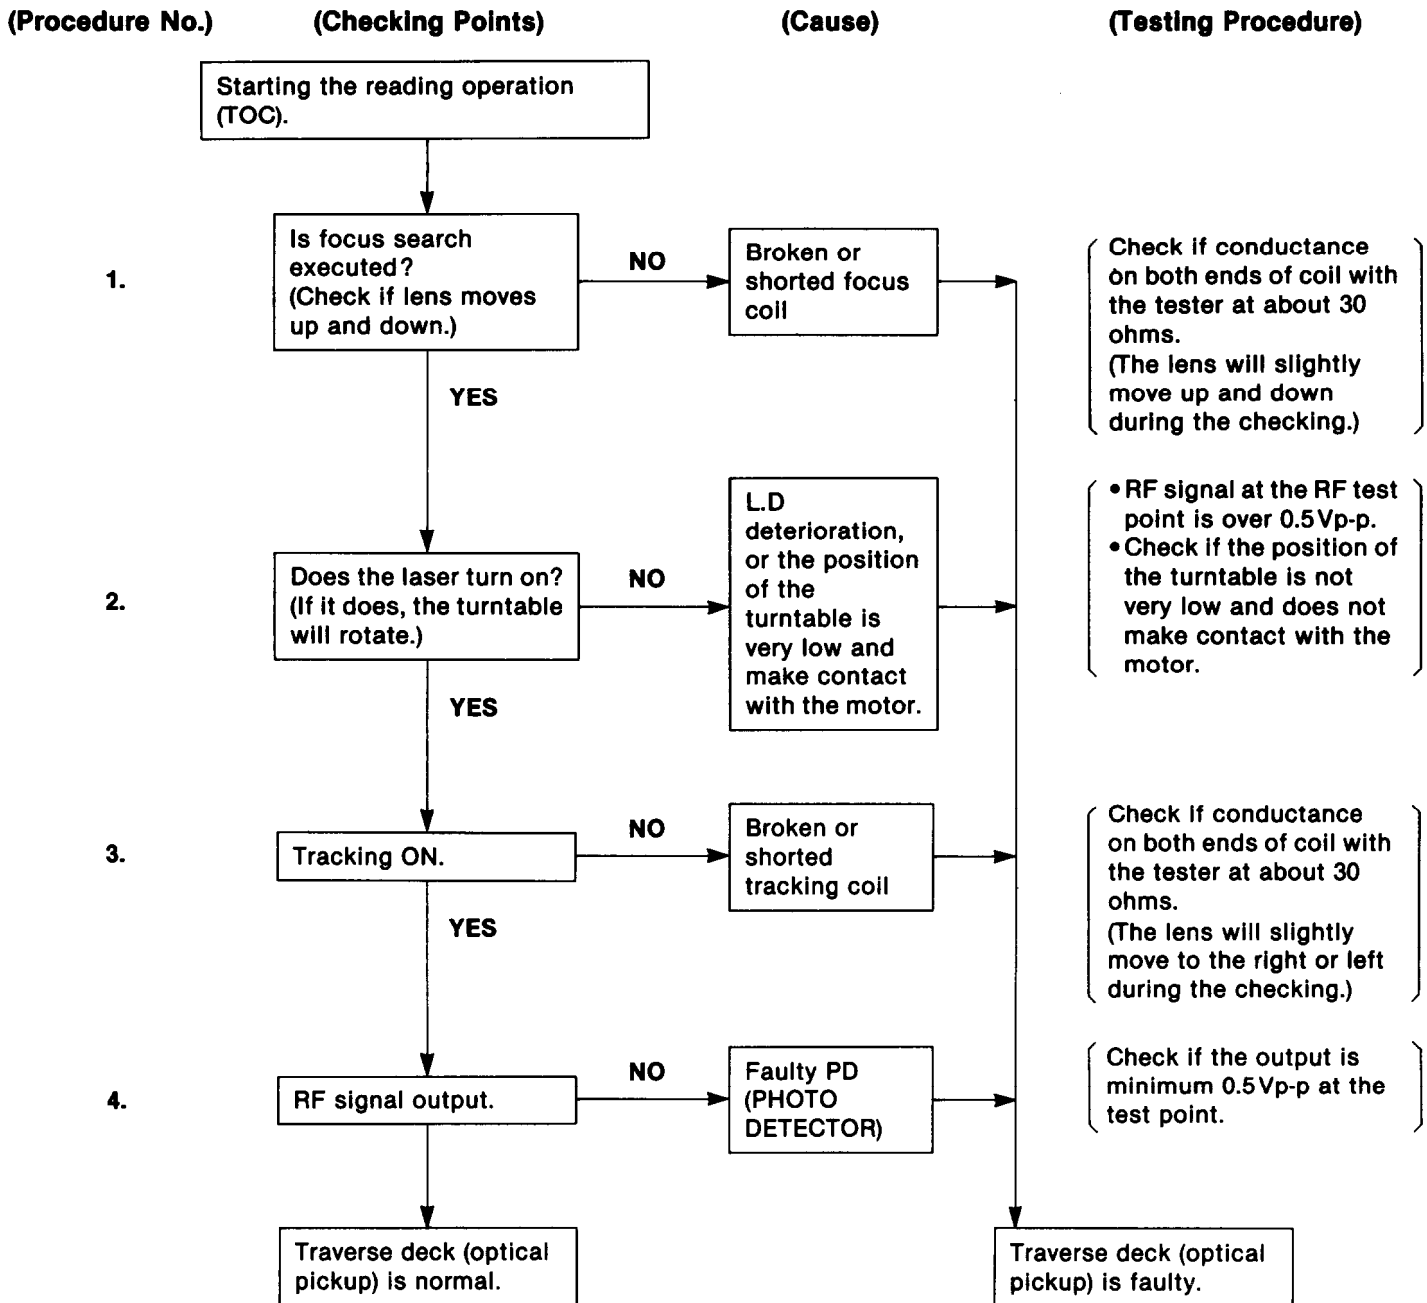 (Procedure No.) (Checking Points) (Cause) (Testing Procedure)
Starting the reading operation
(TOC).
1.
Is focus search
executed?
(Check if lens moves
up and down.)
NO
Broken or
shorted focus
coil
Check if conductance
on both ends of coil with
the tester at about 30
ohms.
(The lens will slightly
move up and down
during the checking.)
YES
2.
Does the laser turn on?
(If it does, the turntable
will rotate.)
NO
L.D
deterioration,
or the position
of the
turntable is
very low and
make contact
with the motor.
•RF signal at the RF test
point is over 0.5Vp-p.
•Check if the position of
the turntable is not
very low and does not
make contact with the
motor.
YES
3.
Tracking ON.
NO
Broken or
shorted
tracking coil
Check if conductance
on both ends of coil with
the tester at about 30
ohms.
(The lens will slightly
move to the right or left
during the checking.)
YES
4.
RF signal output.
NO
Faulty PD
(PHOTO
DETECTOR)
Check if the output is
minimum 0.5Vp-p at the
test point.
Traverse deck (optical
pickup) is normal.
Traverse deck (optical
pickup) is faulty.